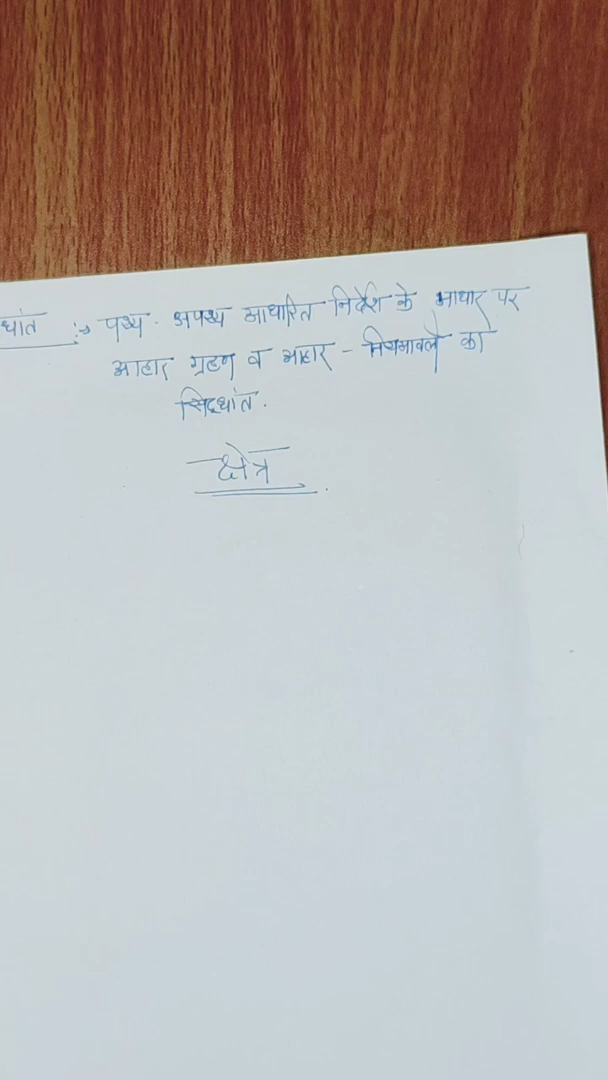 धांत :→ पथ्य - अपथ्य आधारित निर्देश के आधार पर
आहार ग्रहण व आहार - नियमावली का
सिद्धांत.
क्षेत्र